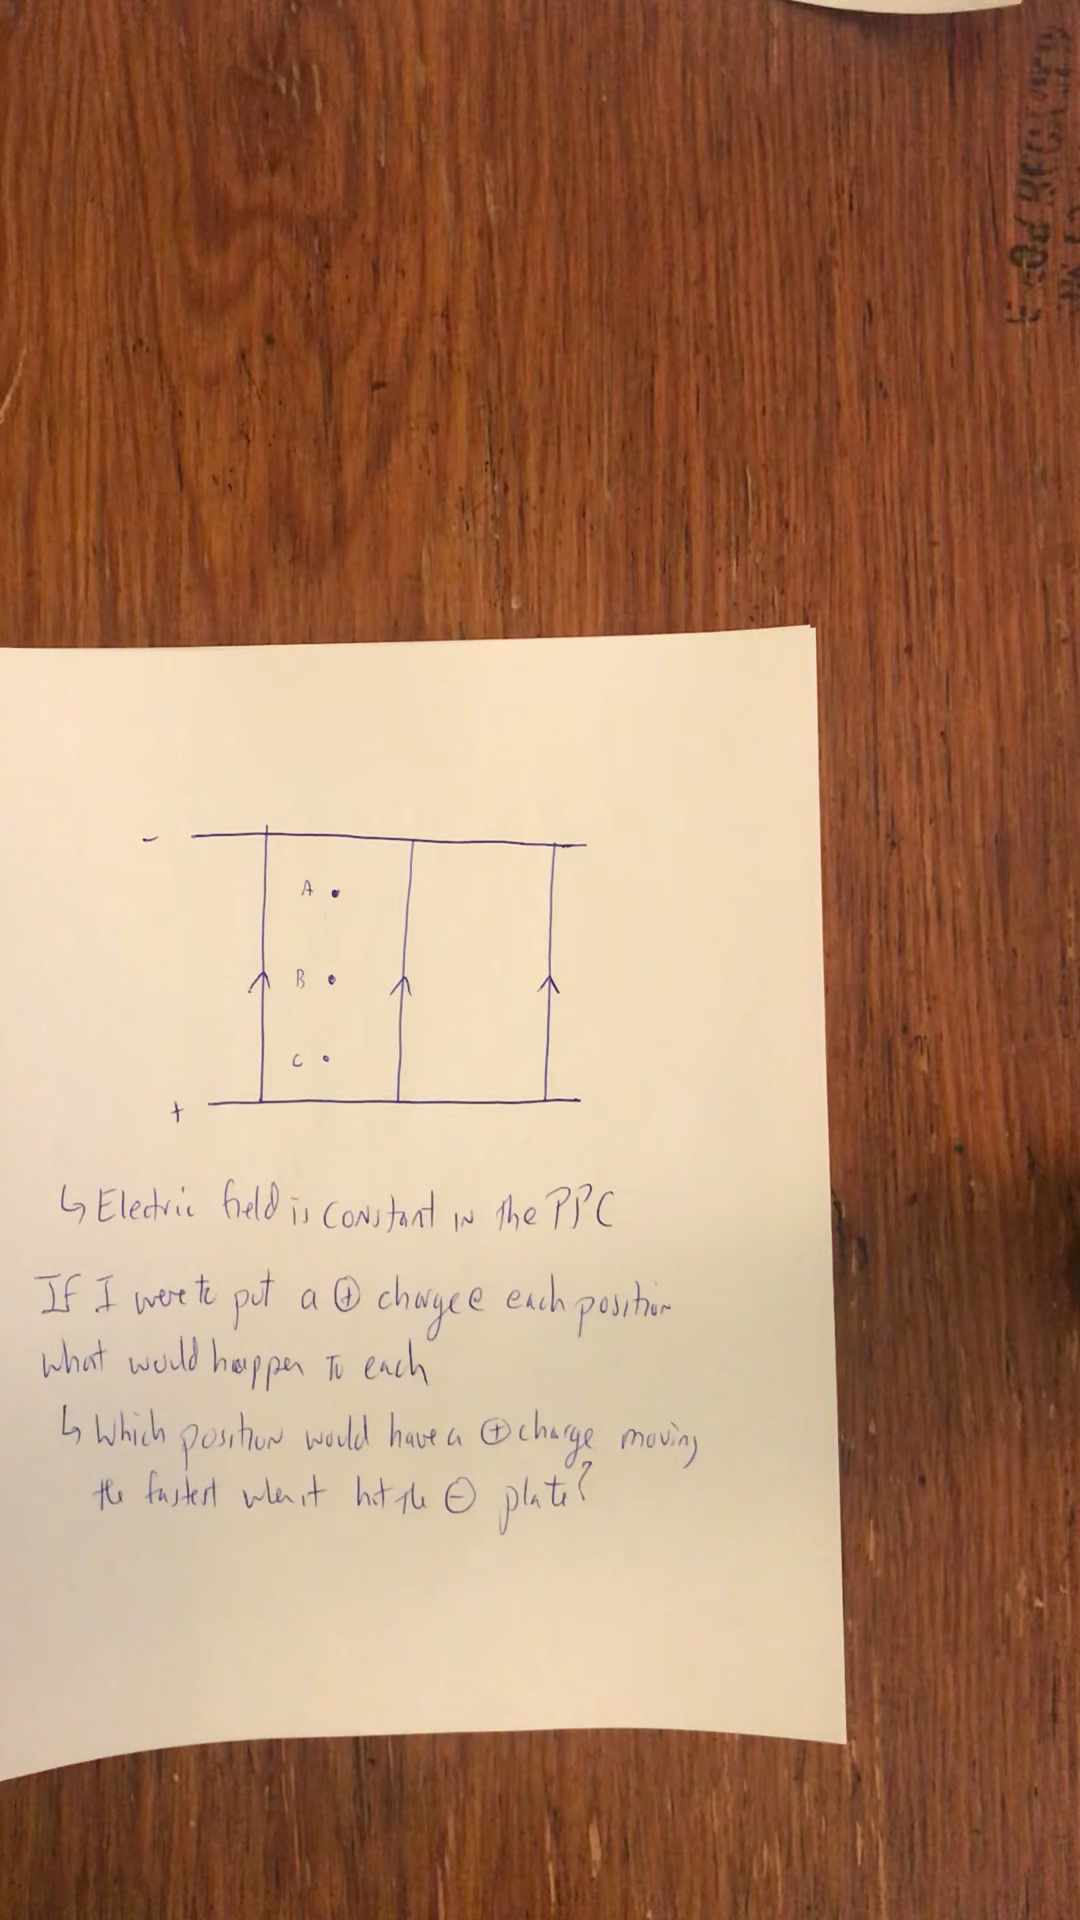 -
A
B
C
+
↳ Electric field is constant in the PPC
If I were to put a ⊕ charge @ each position
what would happen to each
↳ Which position would have a ⊕ charge moving
the fastest when it hit the ⊖ plate?